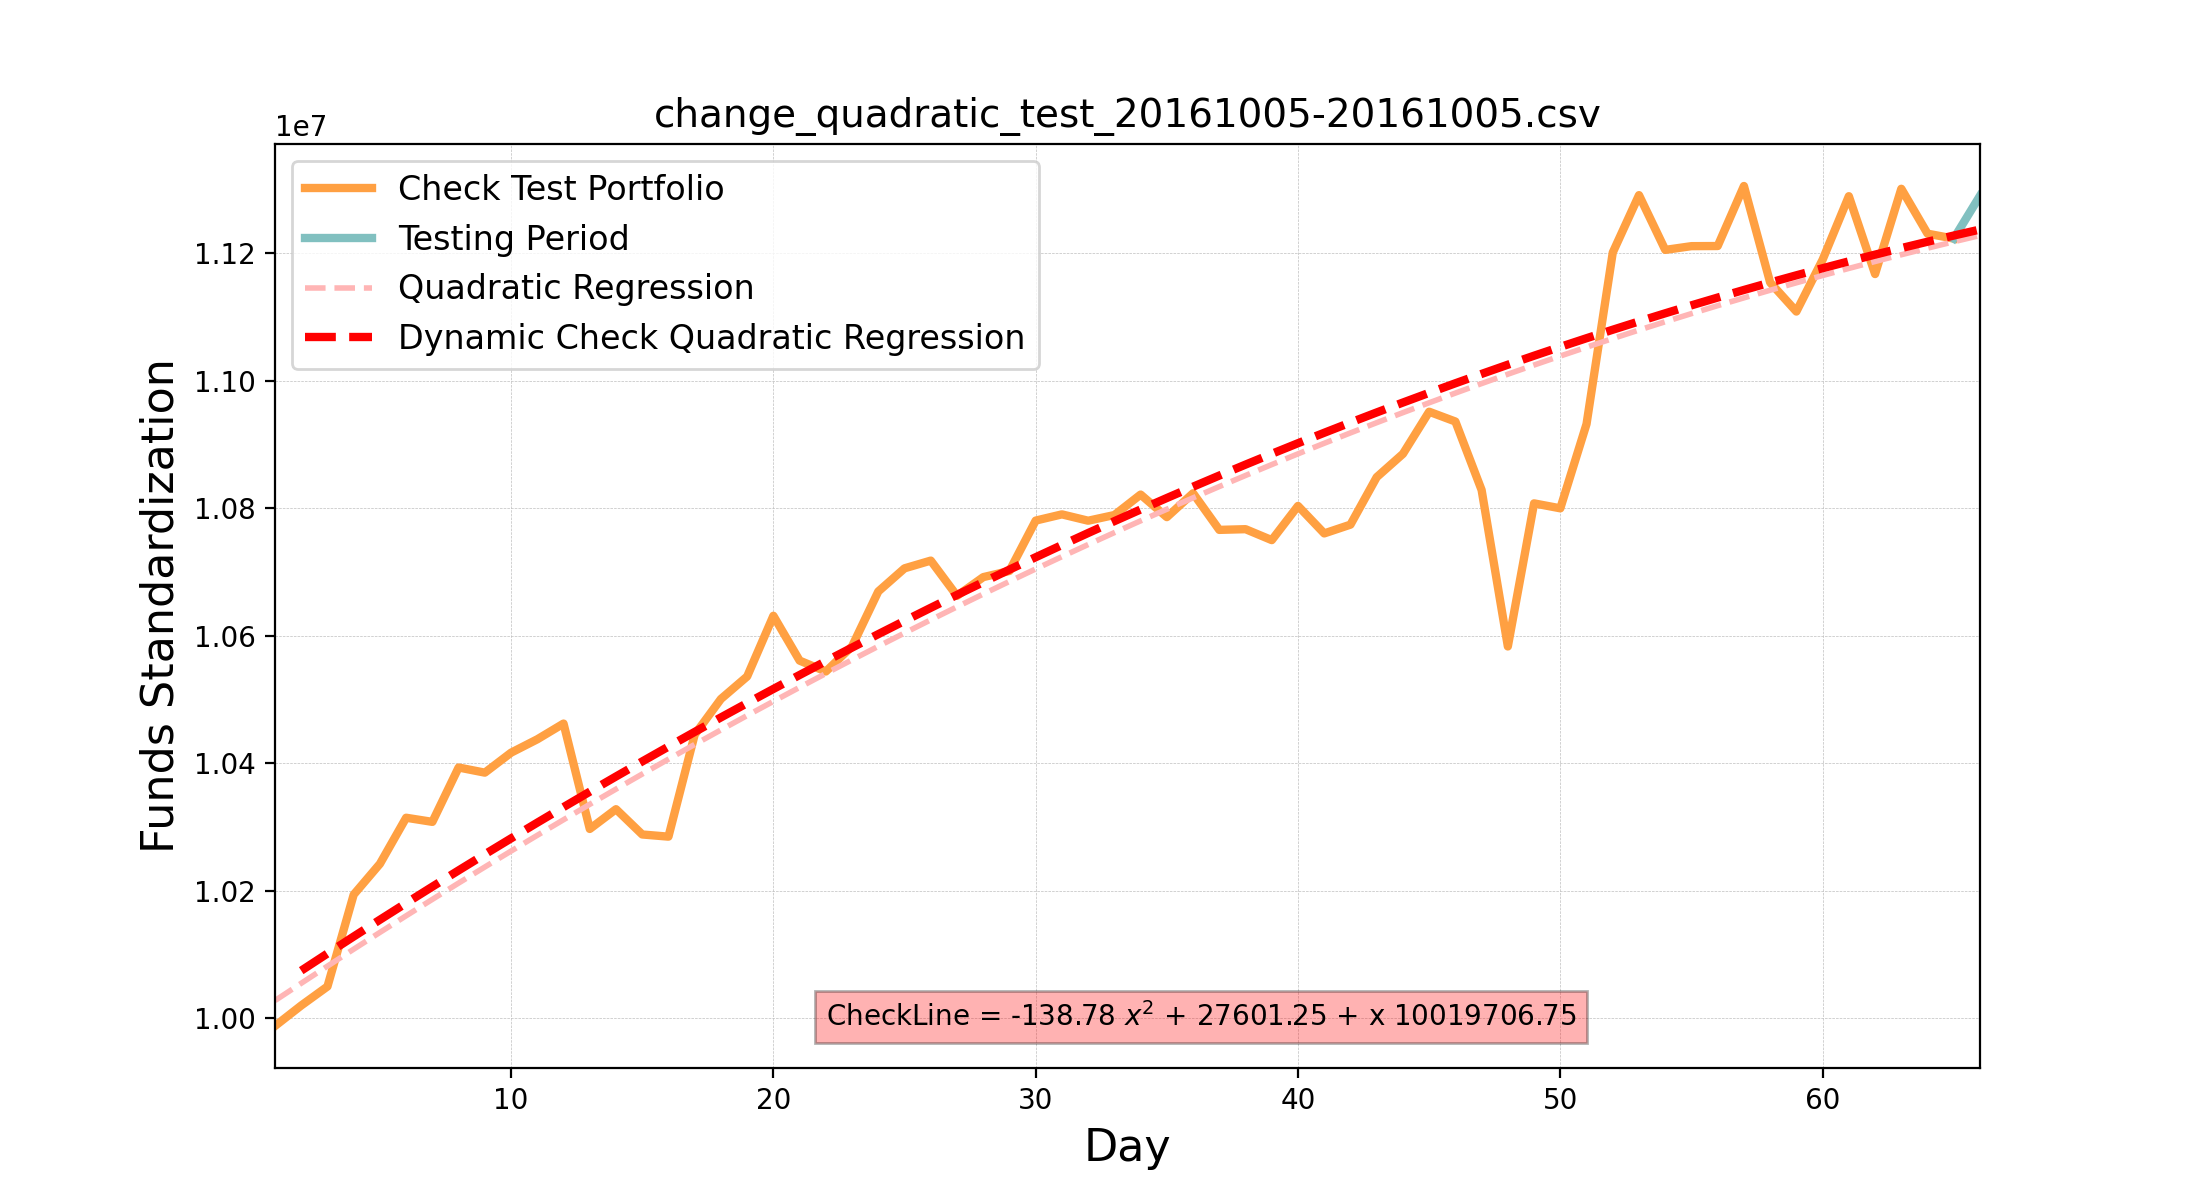 change_quadratic_test_20161005-20161005.csv
1e7
Check Test Portfolio
Testing Period
Quadratic Regression
Dynamic Check Quadratic Regression
1.12
1.10
1.08
1.06
1.04
1.02
1.00
Funds Standardization
CheckLine = -138.78 x² + 27601.25 + x 10019706.75
10 20 30 40 50 60
Day